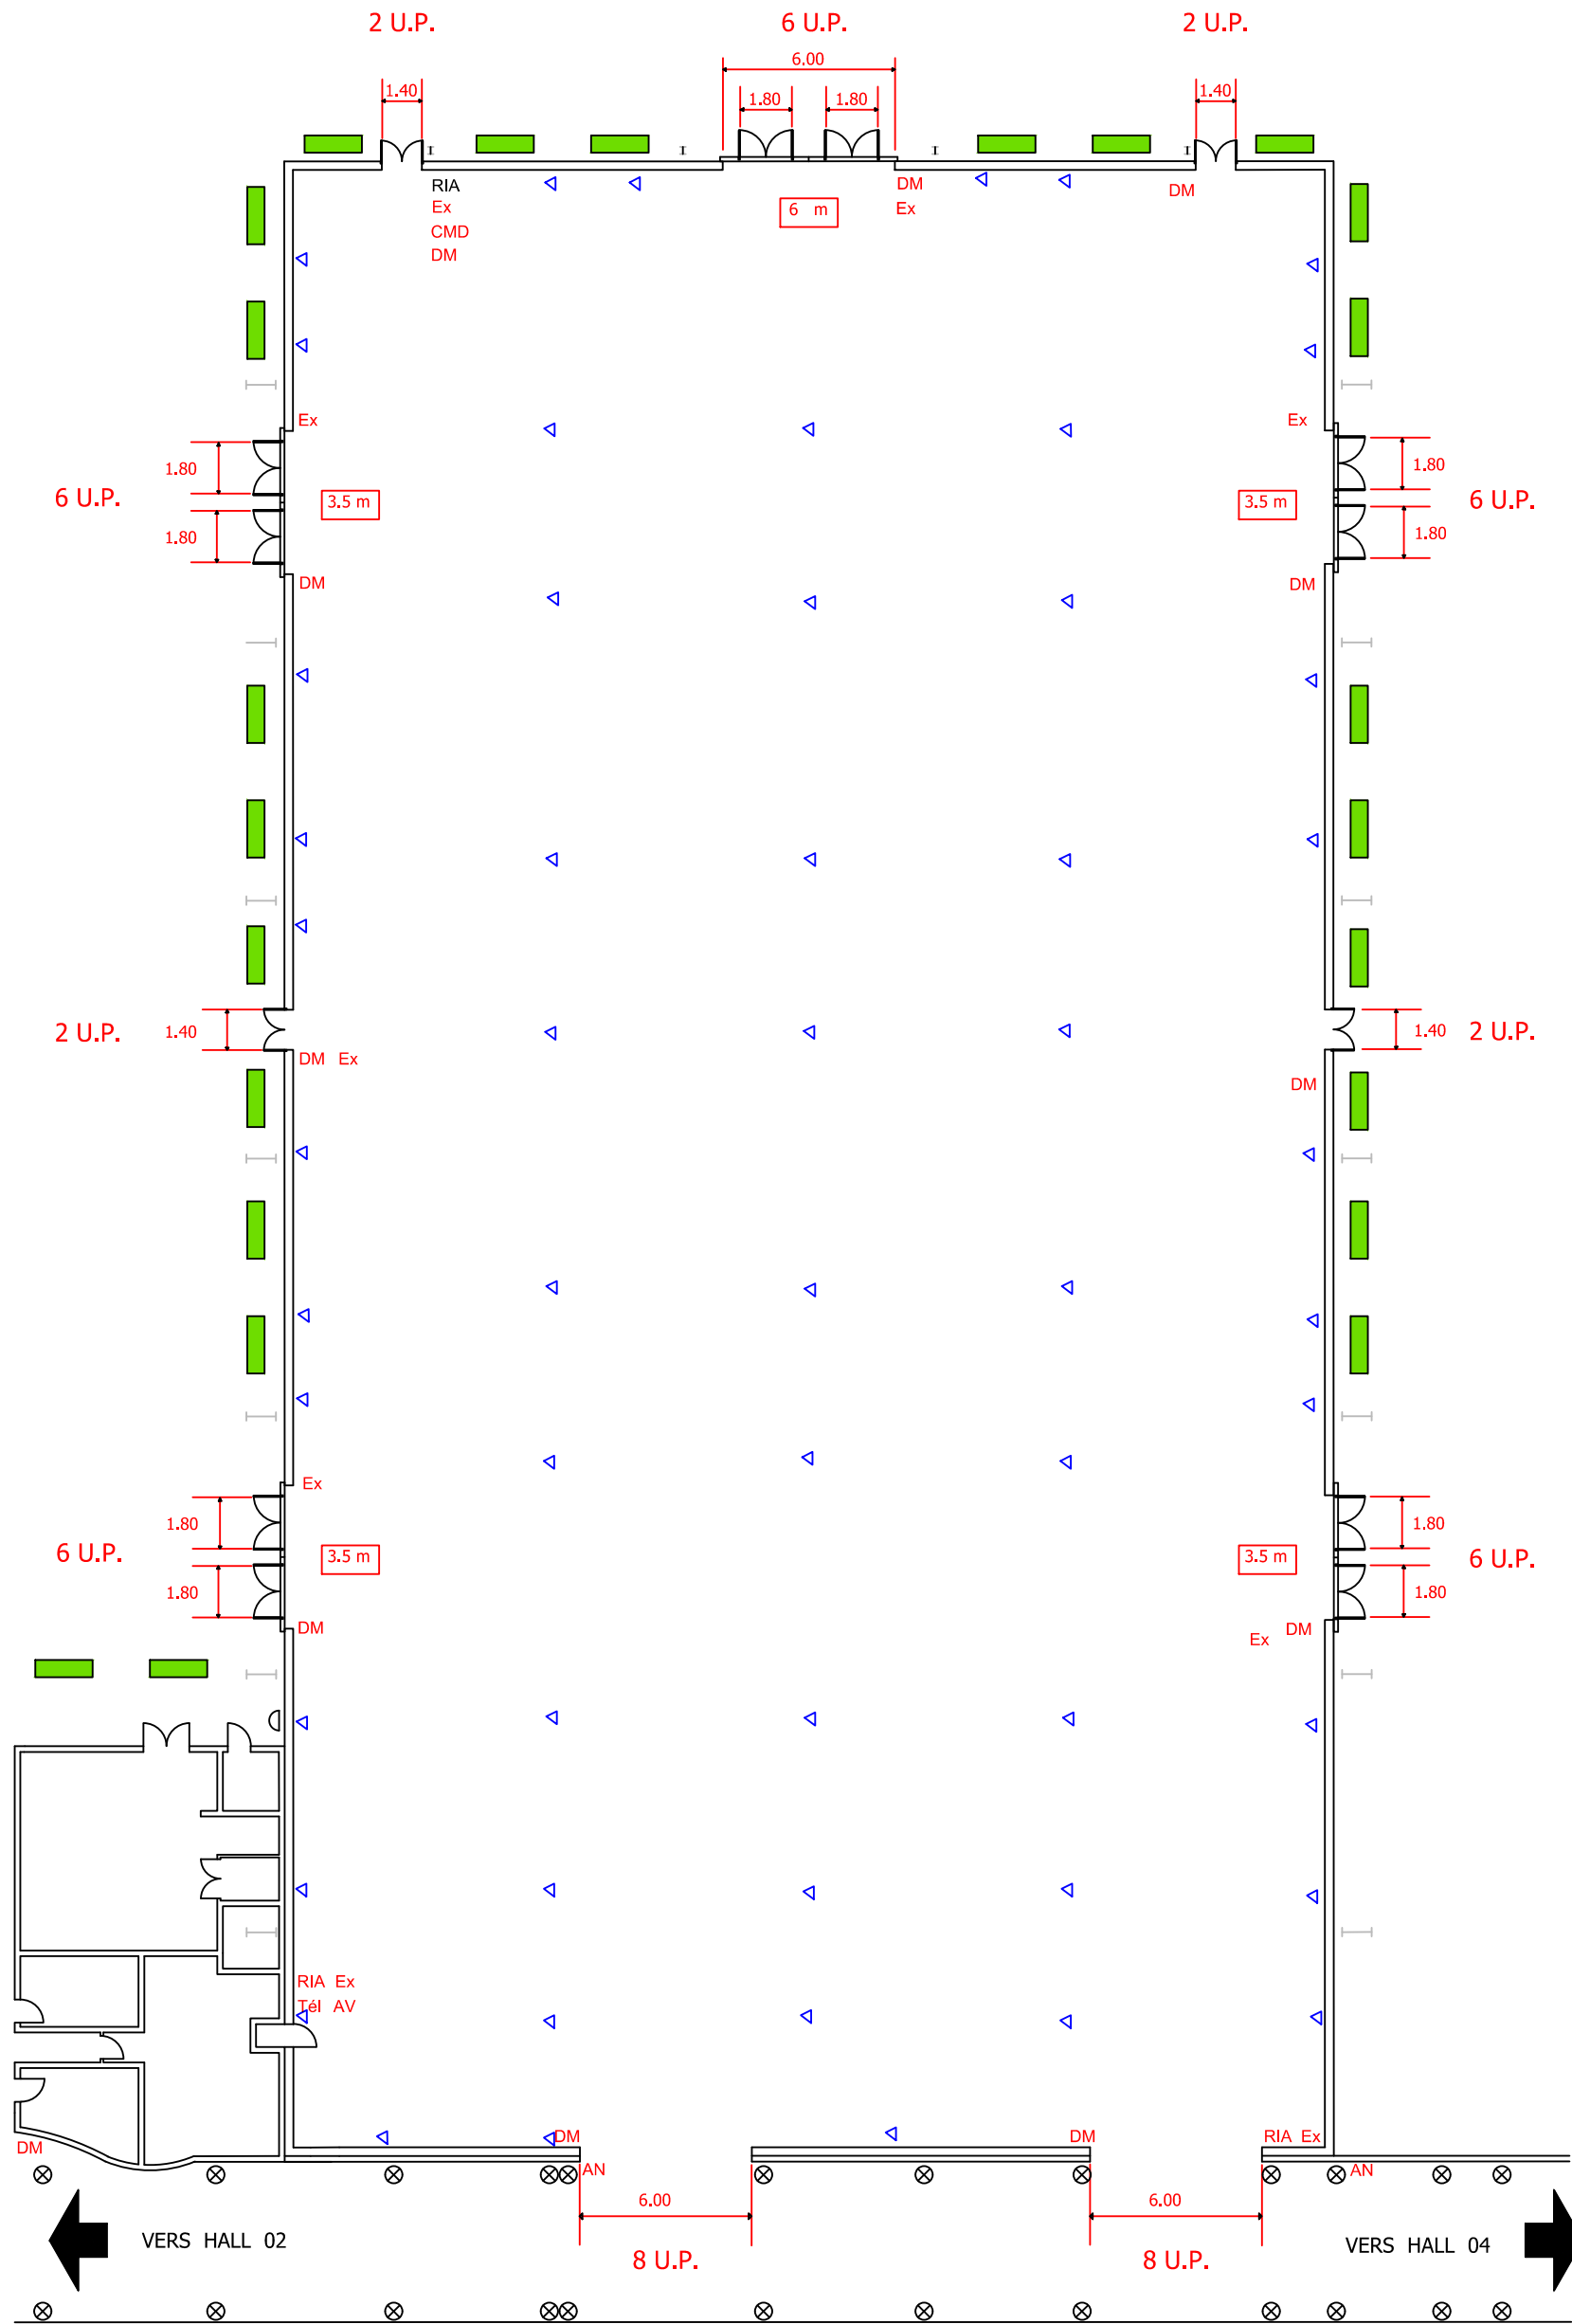 2 U.P. 6 U.P. 2 U.P.
6.00
1.40 1.80 1.80 1.40
RIA
Ex
CMD
DM
6 m
DM
Ex
DM
Ex Ex
1.80 1.80
6 U.P. 3.5 m 3.5 m 6 U.P.
1.80 1.80
DM DM
2 U.P. 1.40 1.40 2 U.P.
DM Ex
DM
Ex
1.80 1.80
6 U.P. 3.5 m 3.5 m 6 U.P.
1.80 1.80
DM DM
Ex
RIA Ex
Tél AV
DM DM RIA Ex
DM
AN AN
6.00 6.00
VERS HALL 02 VERS HALL 04
8 U.P. 8 U.P.